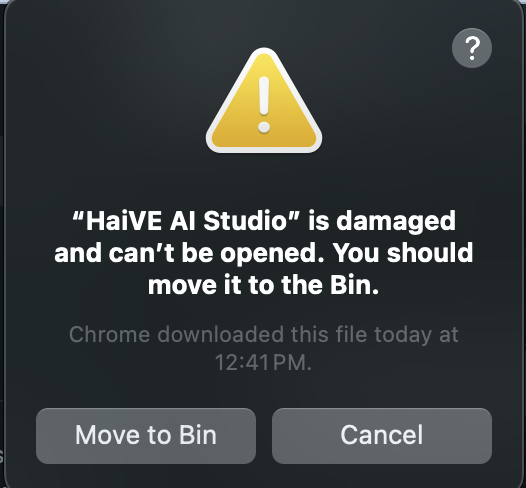 ?
“HaiVE AI Studio” is damaged
and can’t be opened. You should
move it to the Bin.
Chrome downloaded this file today at
12:41 PM.
Move to Bin
Cancel